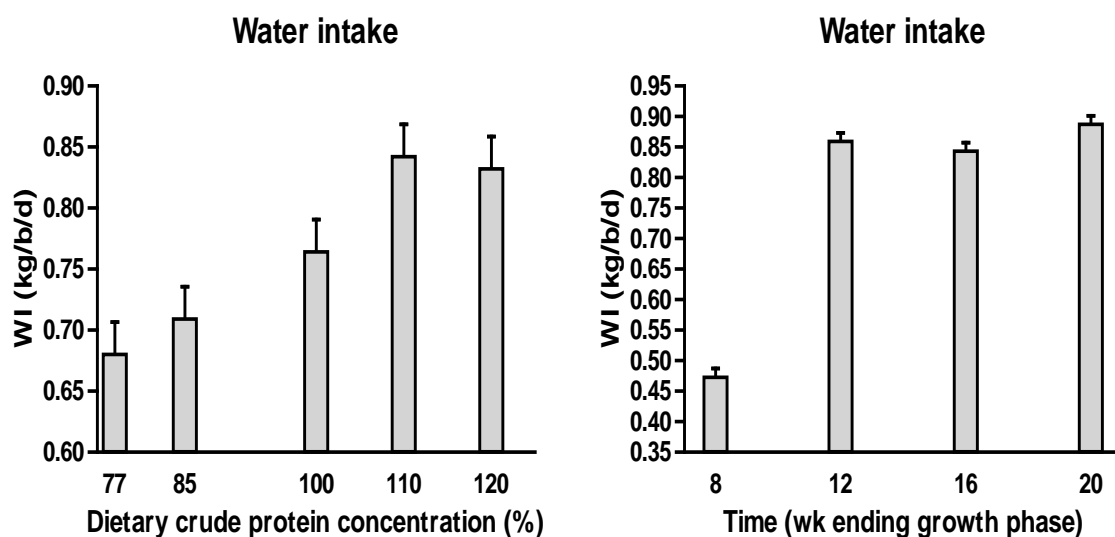 Water intake
WI (kg/b/d)
0.90
0.85
0.80
0.75
0.70
0.65
0.60
77 85 100 110 120
Dietary crude protein concentration (%)
Water intake
WI (kg/b/d)
0.95
0.90
0.85
0.80
0.75
0.70
0.65
0.60
0.55
0.50
0.45
0.40
0.35
8 12 16 20
Time (wk ending growth phase)